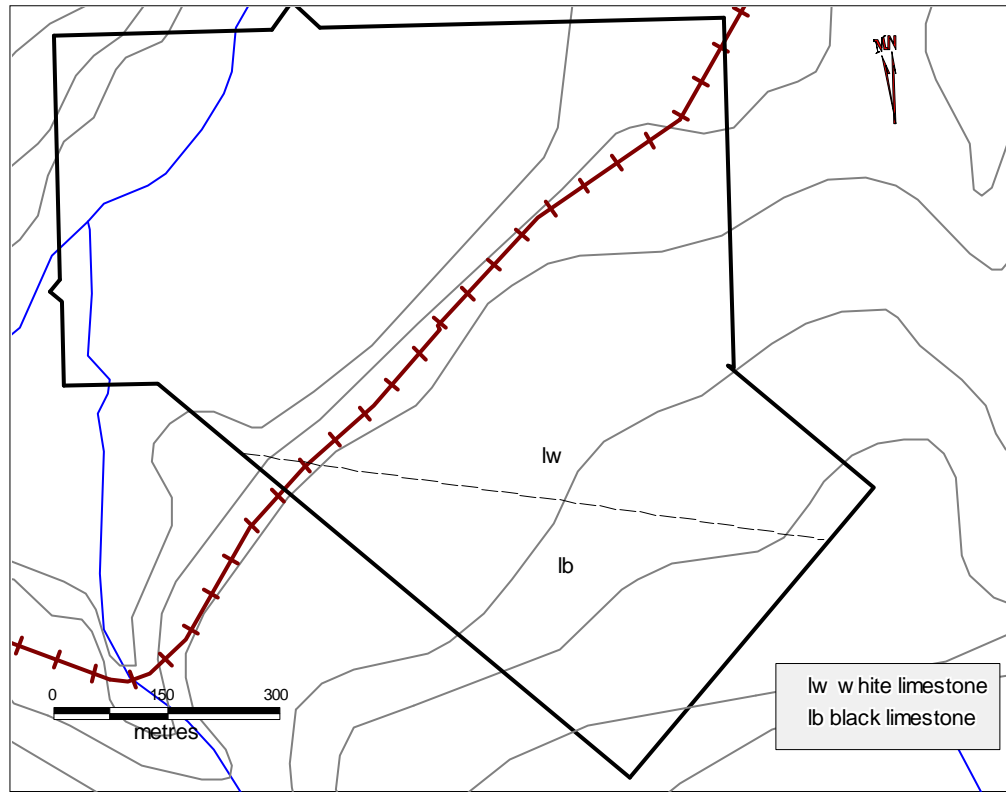 MN N
lw
lb
0 150 300
metres
lw white limestone
lb black limestone